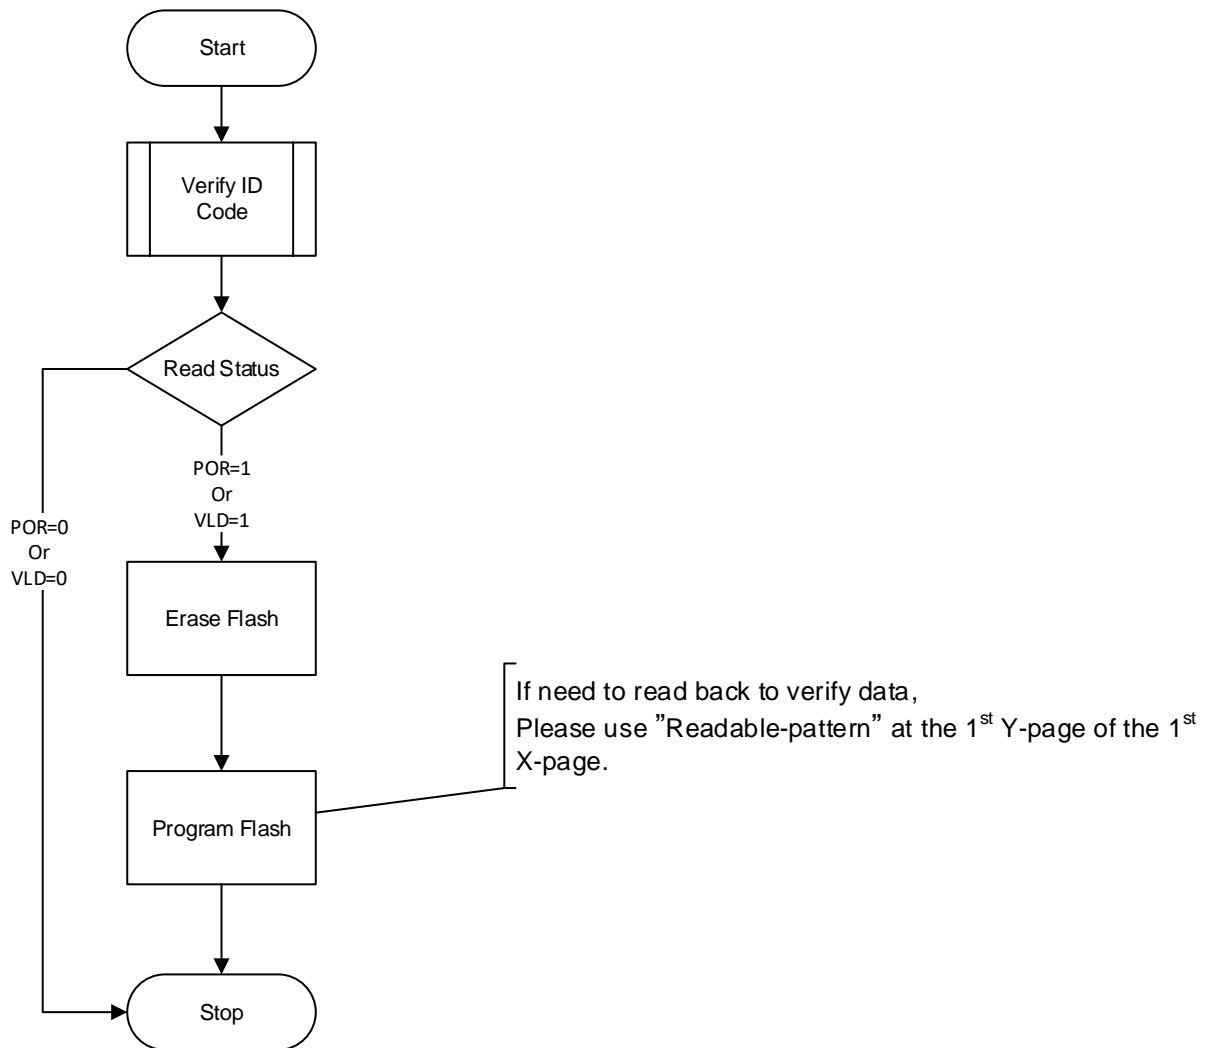 Start
Verify ID
Code
Read Status
POR=1
Or
VLD=1
POR=0
Or
VLD=0
Erase Flash
If need to read back to verify data,
Please use ”Readable-pattern” at the 1st Y-page of the 1st
X-page.
Program Flash
Stop